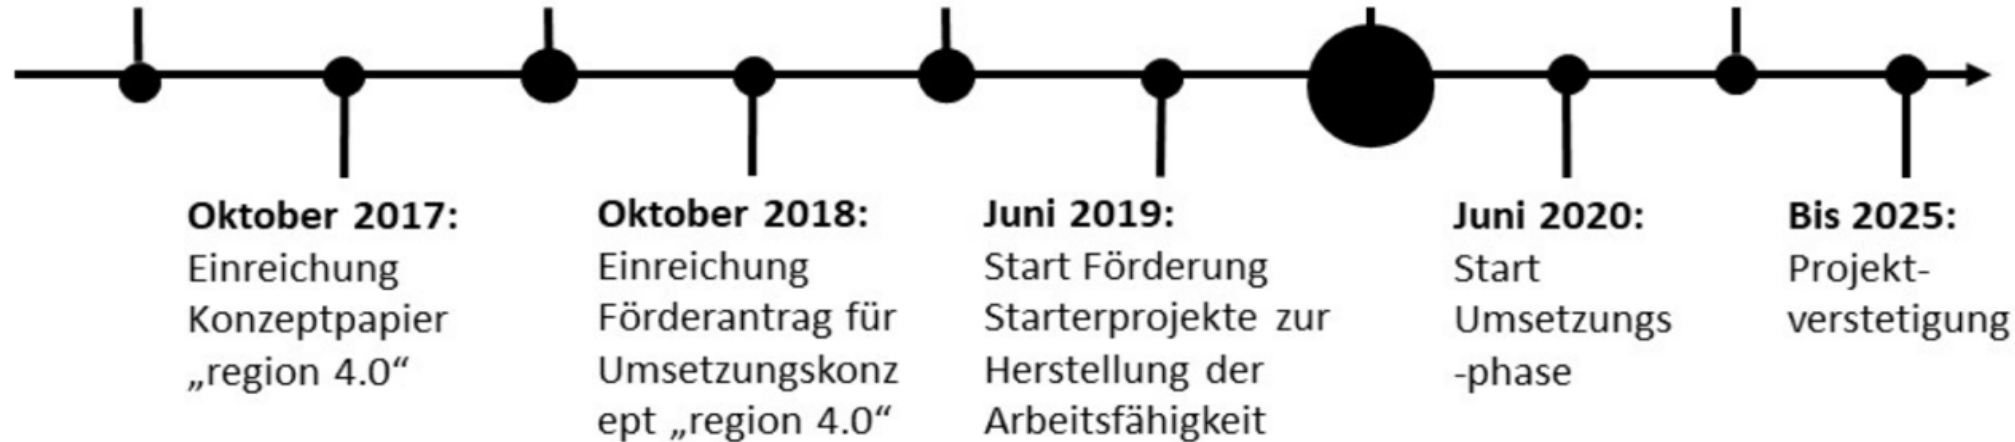 Oktober 2017:
Einreichung
Konzeptpapier
„region 4.0“
Oktober 2018:
Einreichung
Förderantrag für
Umsetzungskonz
ept „region 4.0“
Juni 2019:
Start Förderung
Starterprojekte zur
Herstellung der
Arbeitsfähigkeit
Juni 2020:
Start
Umsetzungs
-phase
Bis 2025:
Projekt-
verstetigung